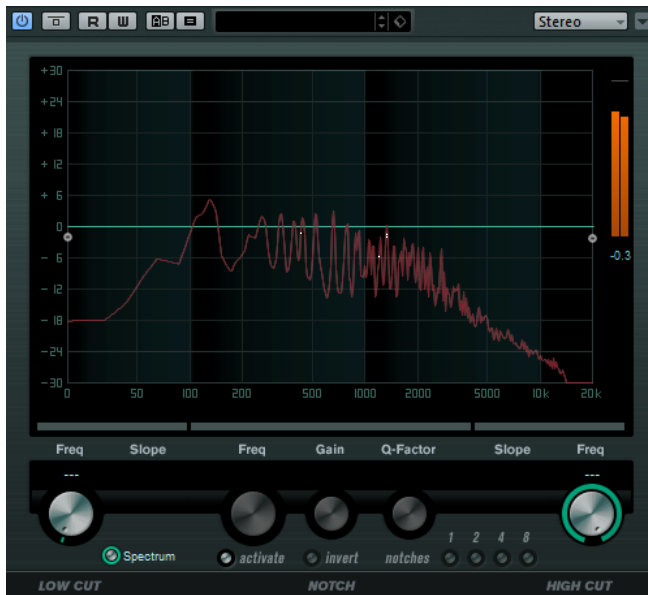 R W AB Stereo
+30
+24
+ 18
+ 12
+ 6
0
- 6
- 12
- 18
-24
-30
-0.3
0 50 100 200 500 1000 2000 5000 10k 20k
Freq Slope Freq Gain Q-Factor Slope Freq
--- ---
1 2 4 8
Spectrum activate invert notches
LOW CUT NOTCH HIGH CUT